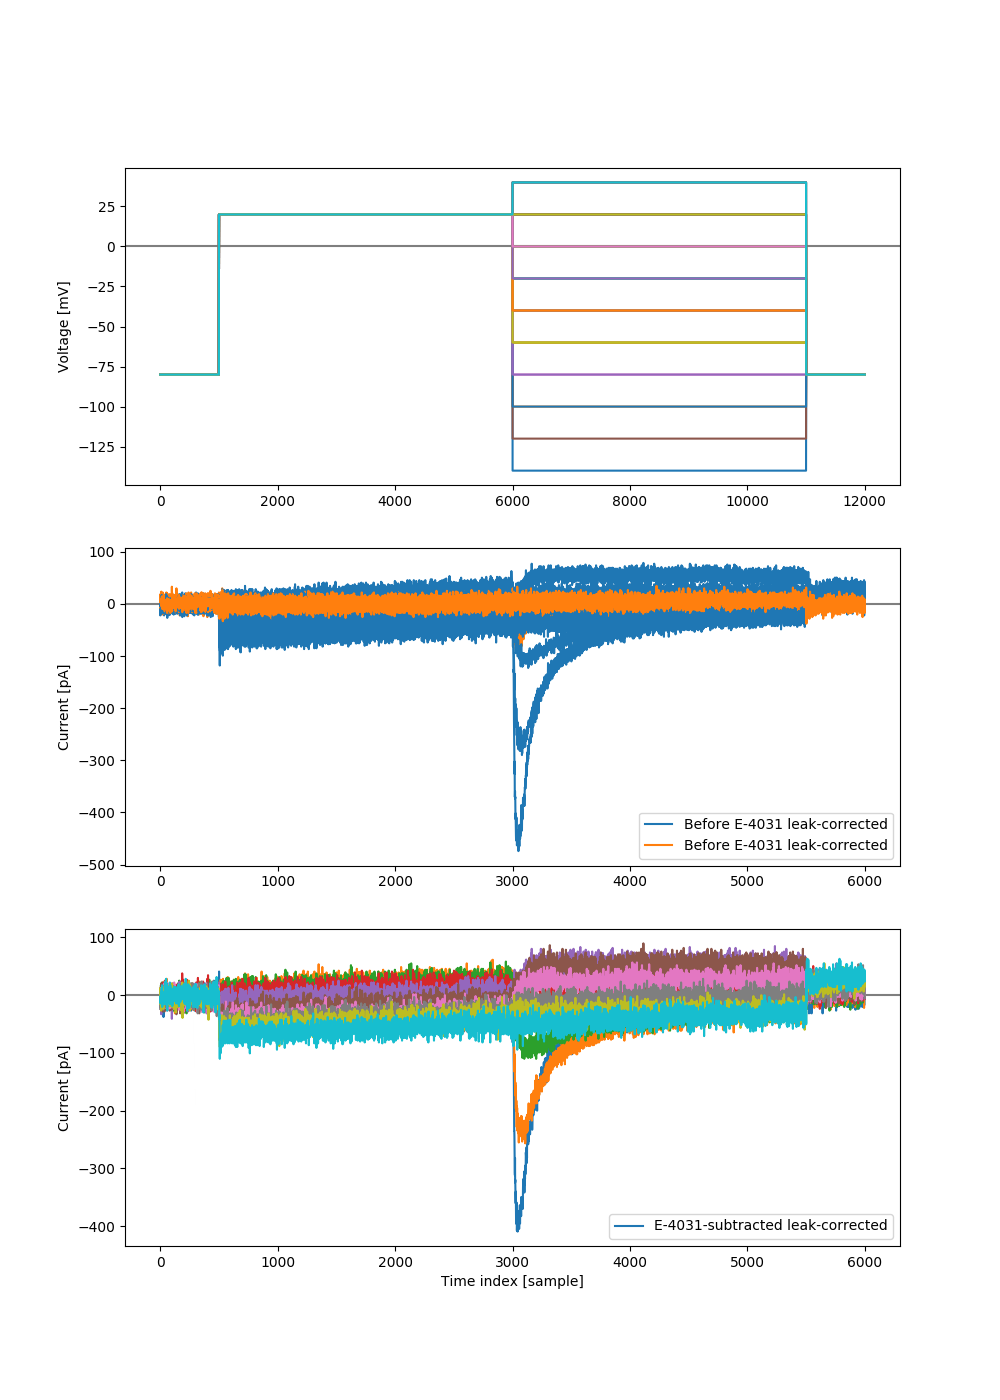 25
0
−25
−50
−75
−100
−125
Voltage [mV]
0 2000 4000 6000 8000 10000 12000
100
0
−100
−200
−300
−400
−500
Current [pA]
Before E-4031 leak-corrected
Before E-4031 leak-corrected
0 1000 2000 3000 4000 5000 6000
100
0
−100
−200
−300
−400
Current [pA]
E-4031-subtracted leak-corrected
0 1000 2000 3000 4000 5000 6000
Time index [sample]